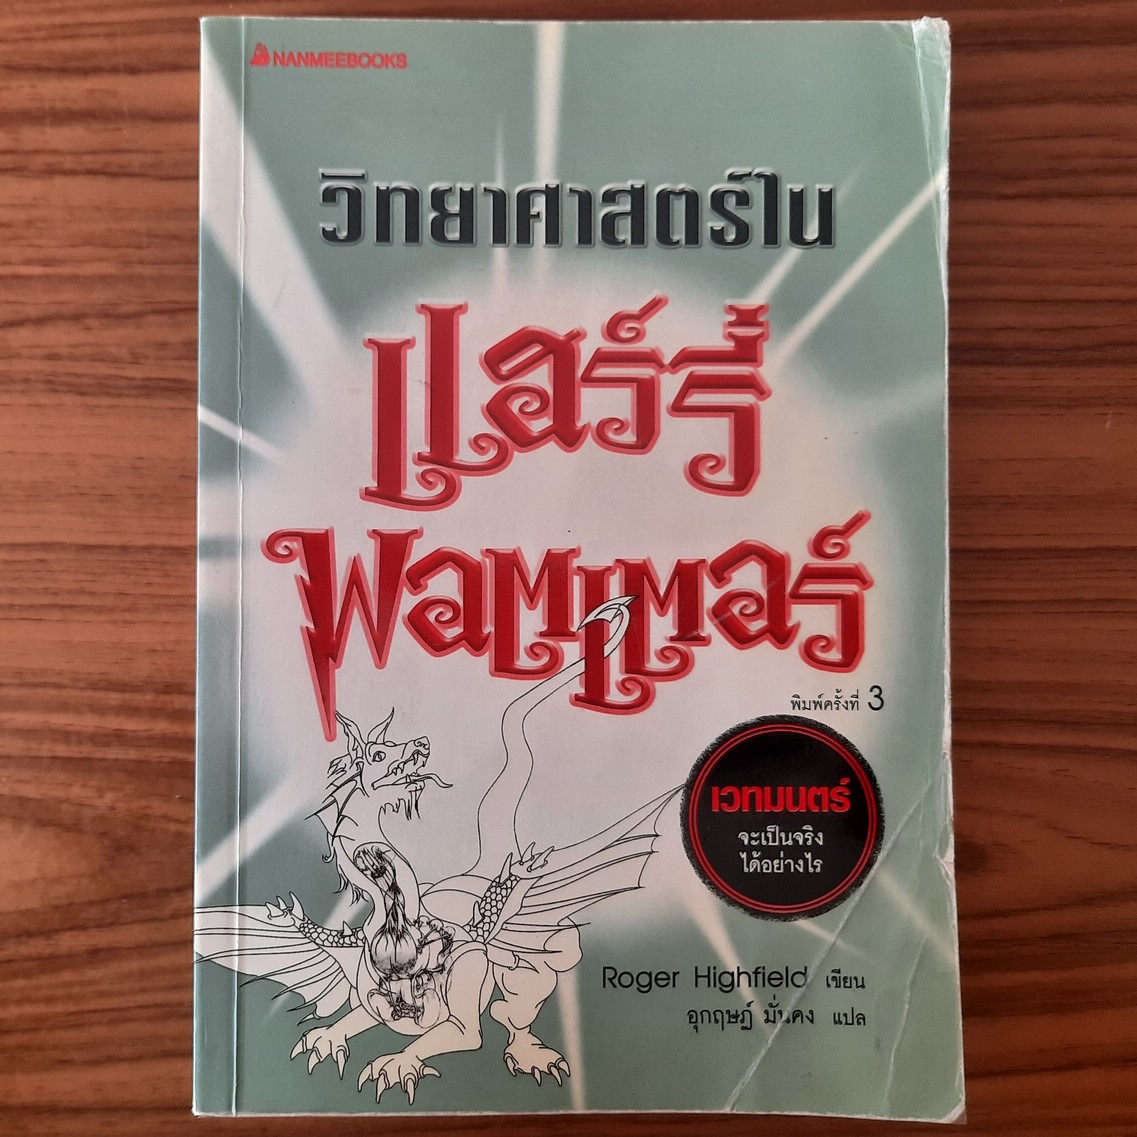 NANMEEBOOKS
วิทยาศาสตร์ใน
แฮร์รี่
พอตเตอร์
พิมพ์ครั้งที่ 3
เวทมนตร์
จะเป็นจริง
ได้อย่างไร
Roger Highfield เขียน
อุกฤษฏ์ มั่นคง แปล